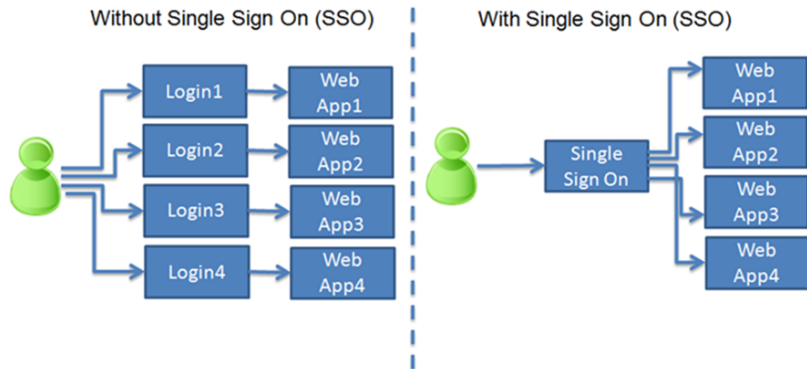 Without Single Sign On (SSO)
Login1
Web
App1
Login2
Web
App2
Login3
Web
App3
Login4
Web
App4
With Single Sign On (SSO)
Single
Sign On
Web
App1
Web
App2
Web
App3
Web
App4